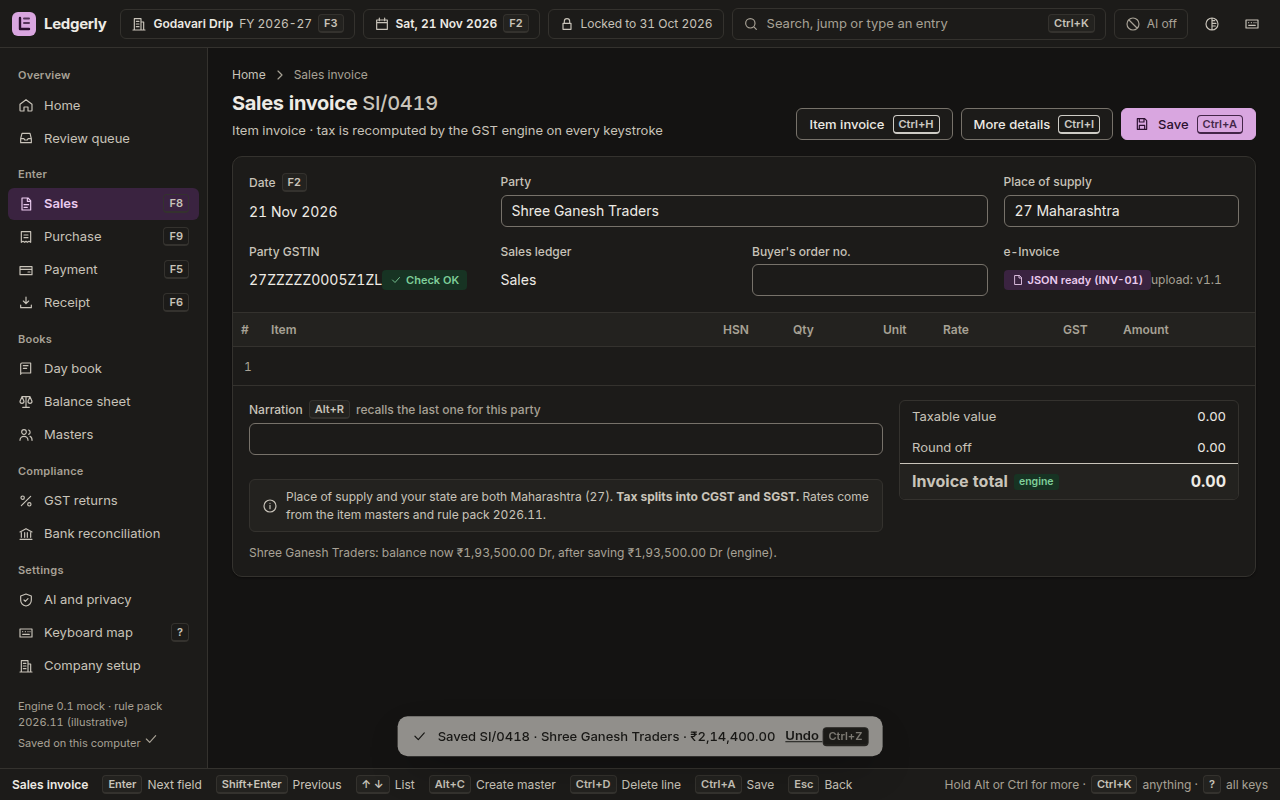 Ledgerly
Godavari Drip FY 2026-27 F3
Sat, 21 Nov 2026 F2
Locked to 31 Oct 2026
Search, jump or type an entry Ctrl+K
AI off
Overview
Home
Review queue
Enter
Sales F8
Purchase F9
Payment F5
Receipt F6
Books
Day book
Balance sheet
Masters
Compliance
GST returns
Bank reconciliation
Settings
AI and privacy
Keyboard map ?
Company setup
Engine 0.1 mock · rule pack
2026.11 (illustrative)
Saved on this computer
Home > Sales invoice
Sales invoice SI/0419
Item invoice · tax is recomputed by the GST engine on every keystroke
Item invoice Ctrl+H
More details Ctrl+I
Save Ctrl+A
Date F2
21 Nov 2026
Party
Shree Ganesh Traders
Place of supply
27 Maharashtra
Party GSTIN
27ZZZZZ0005Z1ZL Check OK
Sales ledger
Sales
Buyer's order no.
e-Invoice
JSON ready (INV-01) upload: v1.1
# Item HSN Qty Unit Rate GST Amount
1
Narration Alt+R recalls the last one for this party
Place of supply and your state are both Maharashtra (27). Tax splits into CGST and SGST. Rates come
from the item masters and rule pack 2026.11.
Shree Ganesh Traders: balance now ₹1,93,500.00 Dr, after saving ₹1,93,500.00 Dr (engine).
Taxable value 0.00
Round off 0.00
Invoice total engine 0.00
Saved SI/0418 · Shree Ganesh Traders · ₹2,14,400.00 Undo Ctrl+Z
Sales invoice Enter Next field Shift+Enter Previous ↑↓ List Alt+C Create master Ctrl+D Delete line Ctrl+A Save Esc Back Hold Alt or Ctrl for more · Ctrl+K anything · ? all keys